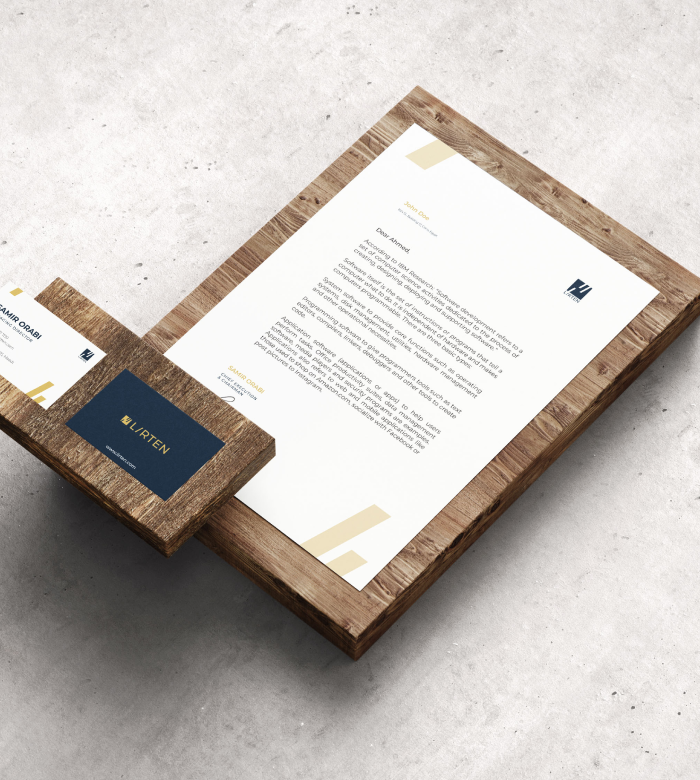 John Doe
Dear Ahmed,
According to IBM Research: "Software development refers to a
set of computer science activities dedicated to the process of
creating, designing, deploying and supporting software."
Software itself is the set of instructions or programs that tell a
computer what to do. It is independent of hardware and makes
computers programmable. There are three basic types:
System software to provide core functions such as operating
systems, disk management, utilities, hardware management
and other operational necessities.
Programming software to give programmers tools such as text
editors, compilers, linkers, debuggers and other tools to create
code.
Application software (applications or apps) to help users
perform tasks. Office productivity suites, data management
software, media players and security programs are examples.
Applications also refers to web and mobile applications like
those used to shop on Amazon.com, socialize with Facebook or
post pictures to Instagram.
SAMIR ORABI
CHIEF EXECUTION
& CHAIRMAN
L/RTEN
SAMIR ORABI
L/RTEN
www.lirten.com